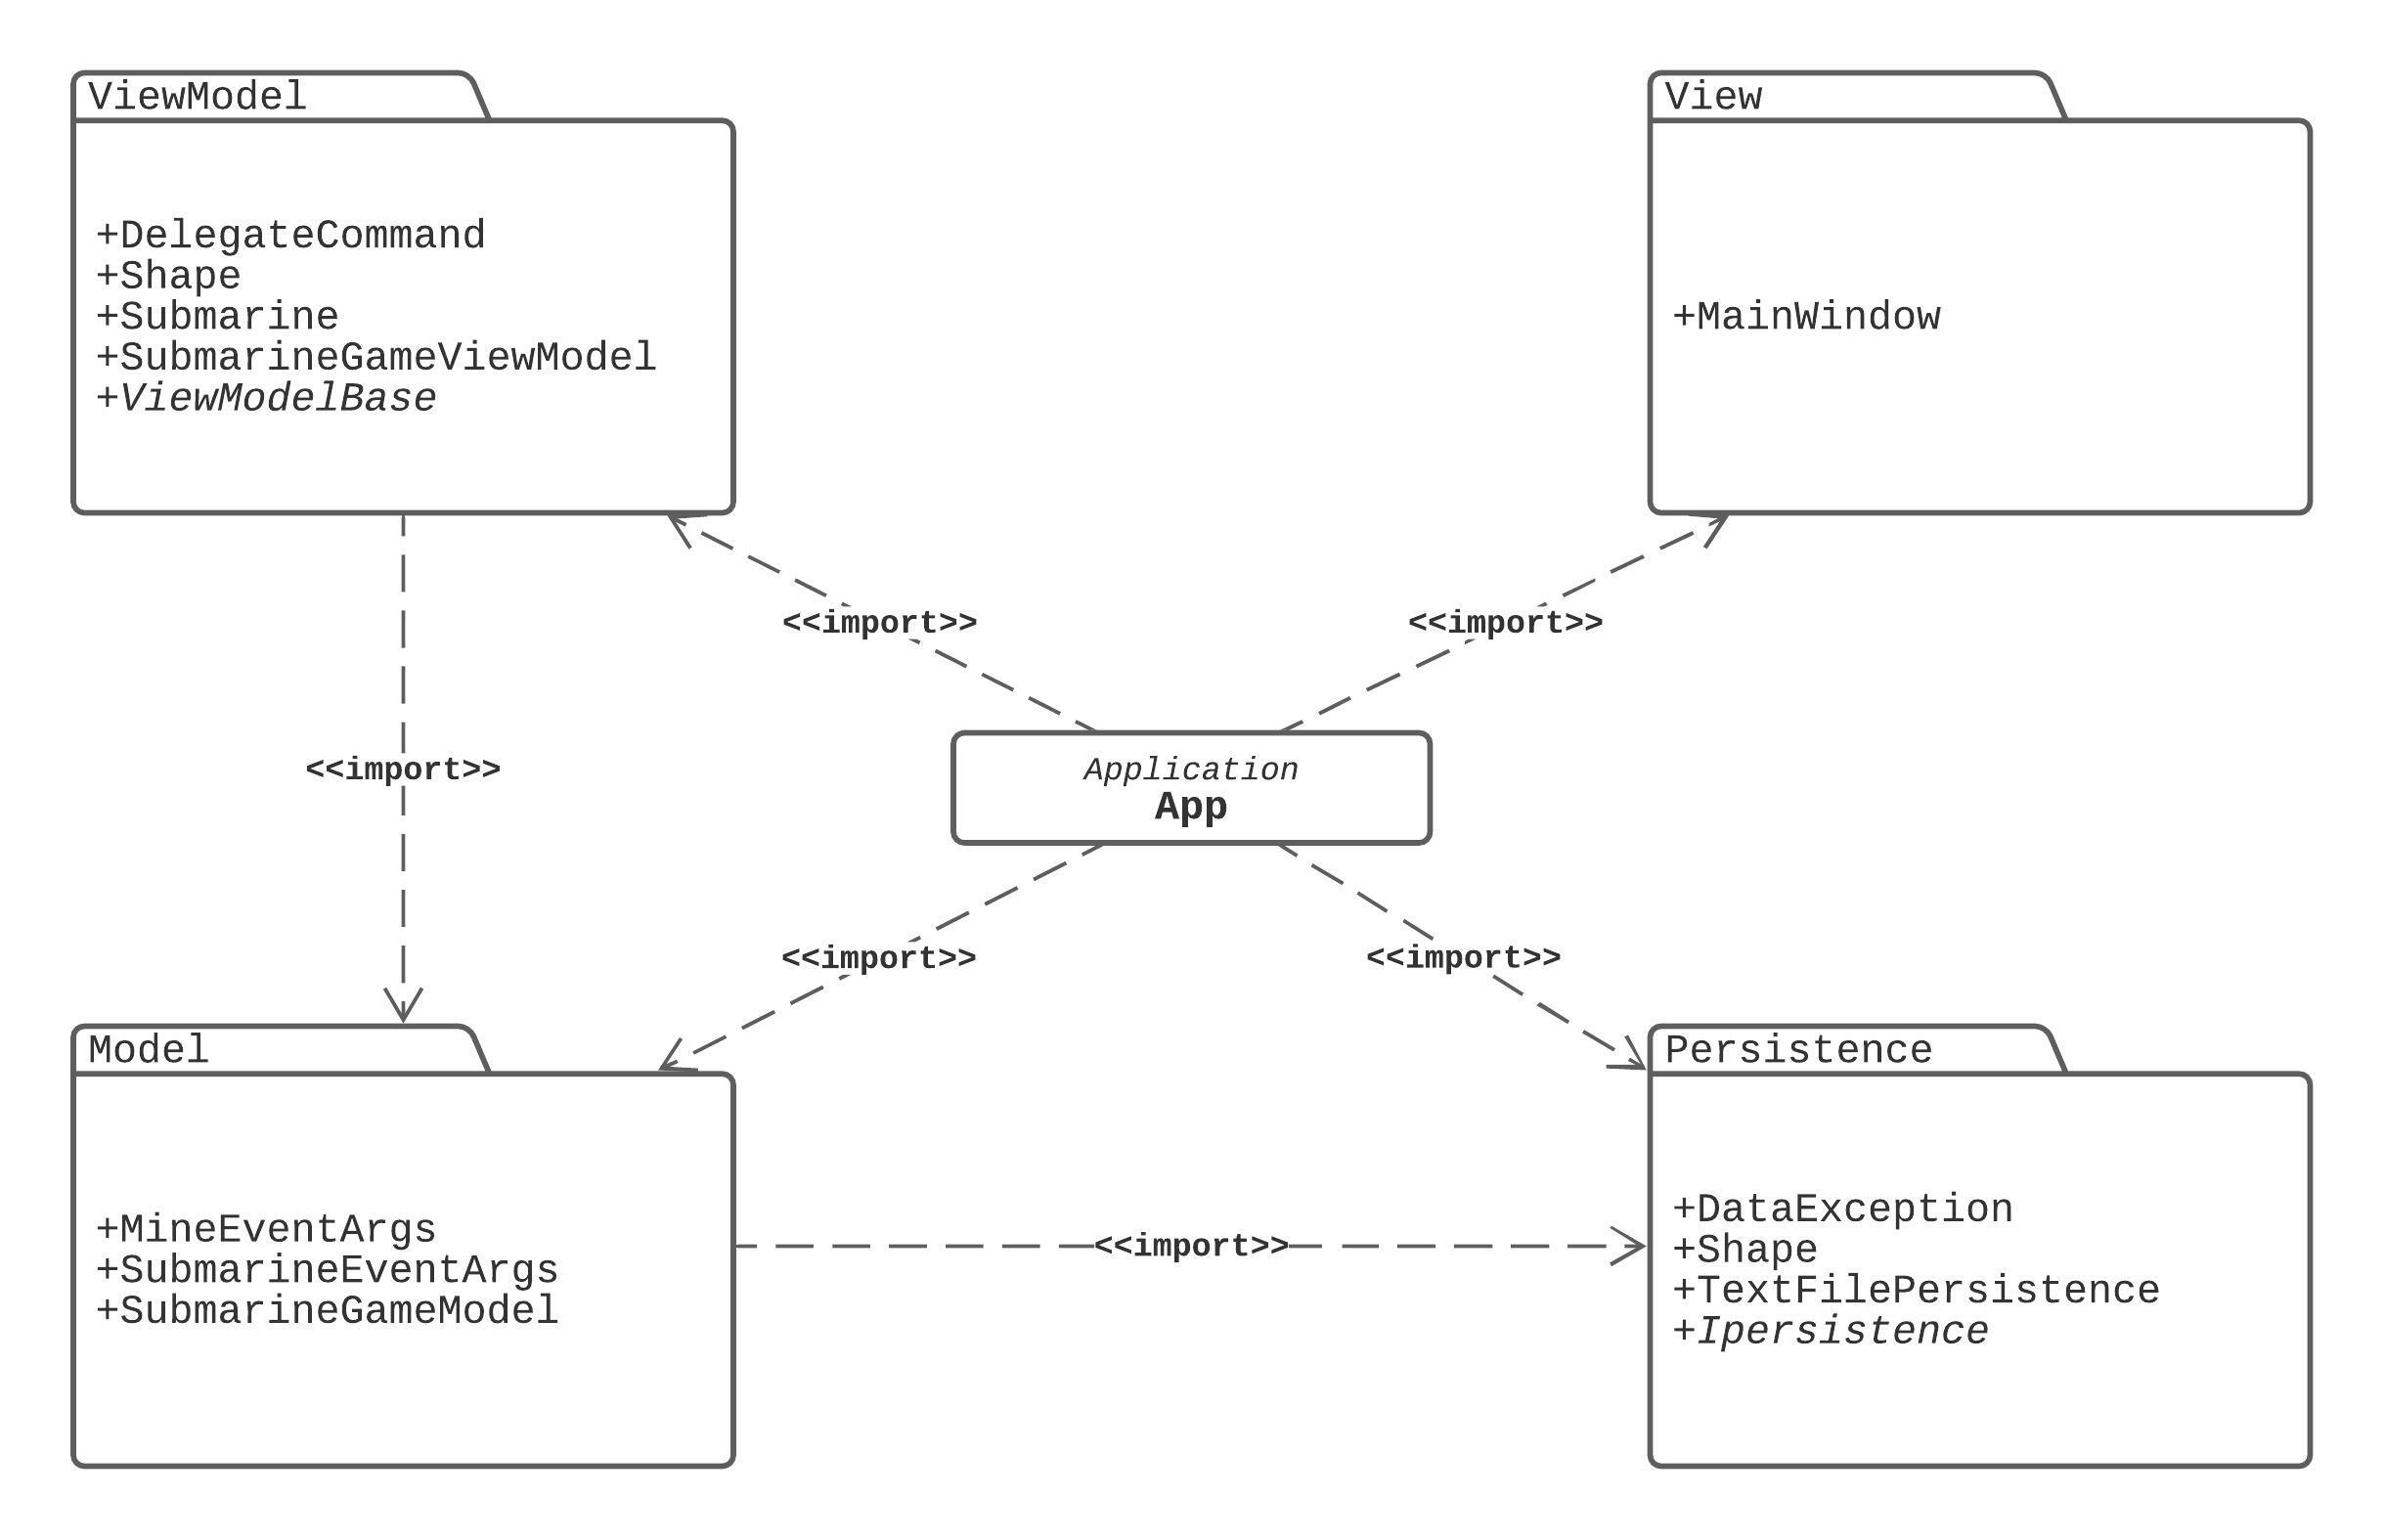 ViewModel
+DelegateCommand
+Shape
+Submarine
+SubmarineGameViewModel
+ViewModelBase
View
+MainWindow
<<import>>
<<import>>
<<import>>
Application
App
<<import>>
<<import>>
Model
+MineEventArgs
+SubmarineEventArgs
+SubmarineGameModel
<<import>>
Persistence
+DataException
+Shape
+TextFilePersistence
+Ipersistence